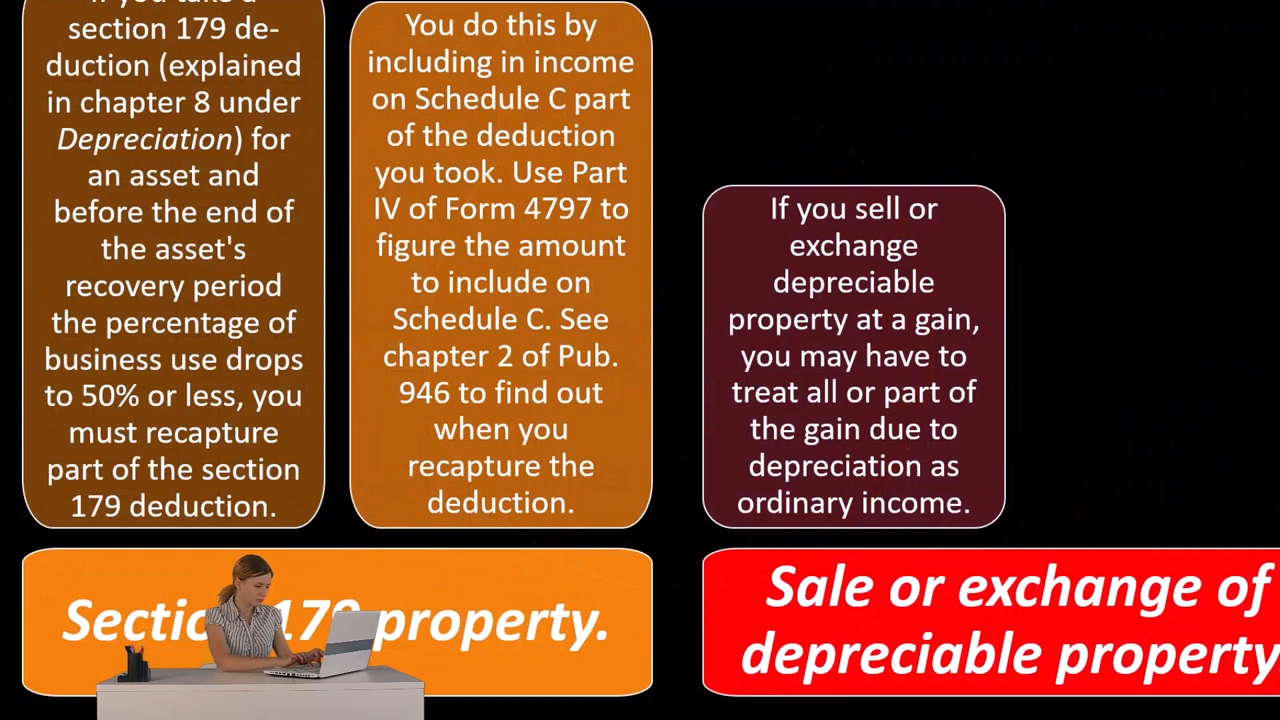 If you take a
section 179 de-
duction (explained
in chapter 8 under
Depreciation) for
an asset and
before the end of
the asset's
recovery period
the percentage of
business use drops
to 50% or less, you
must recapture
part of the section
179 deduction.
You do this by
including in income
on Schedule C part
of the deduction
you took. Use Part
IV of Form 4797 to
figure the amount
to include on
Schedule C. See
chapter 2 of Pub.
946 to find out
when you
recapture the
deduction.
If you sell or
exchange
depreciable
property at a gain,
you may have to
treat all or part of
the gain due to
depreciation as
ordinary income.
Section 179 property.
Sale or exchange of
depreciable property